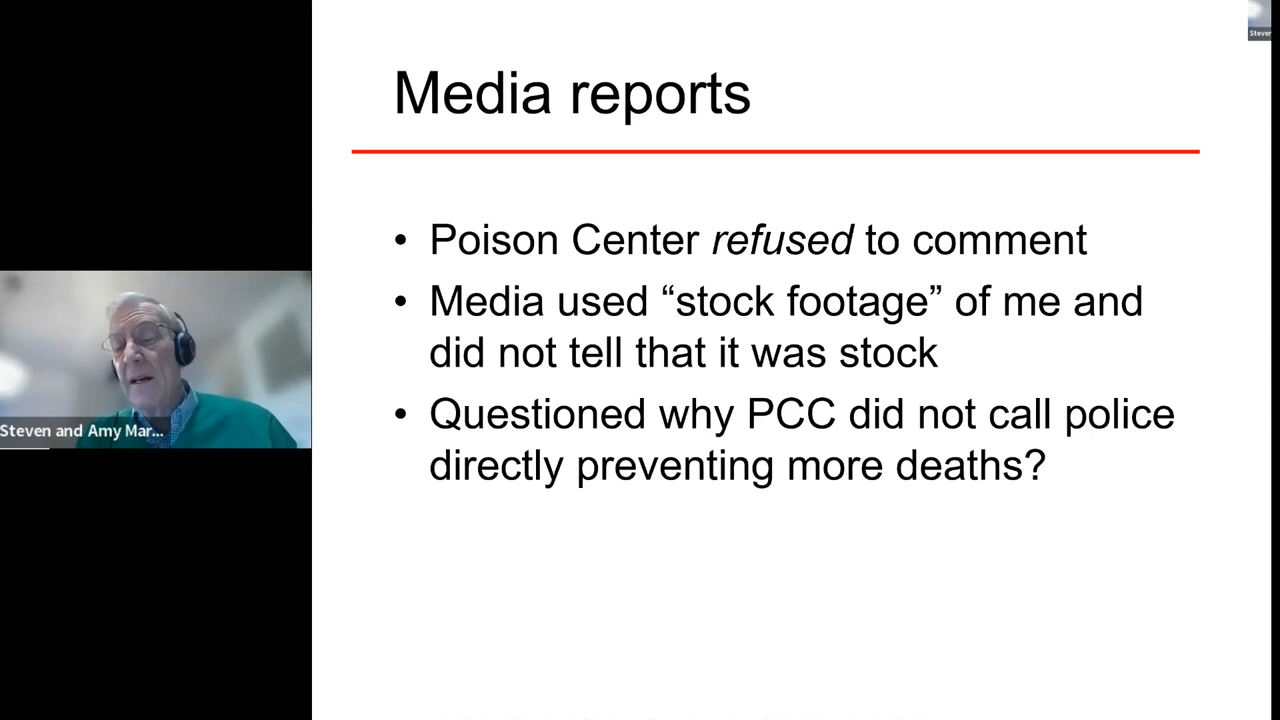 Media reports
• Poison Center refused to comment
• Media used “stock footage” of me and
did not tell that it was stock
• Questioned why PCC did not call police
directly preventing more deaths?
Steven and Amy Mar...
Steven